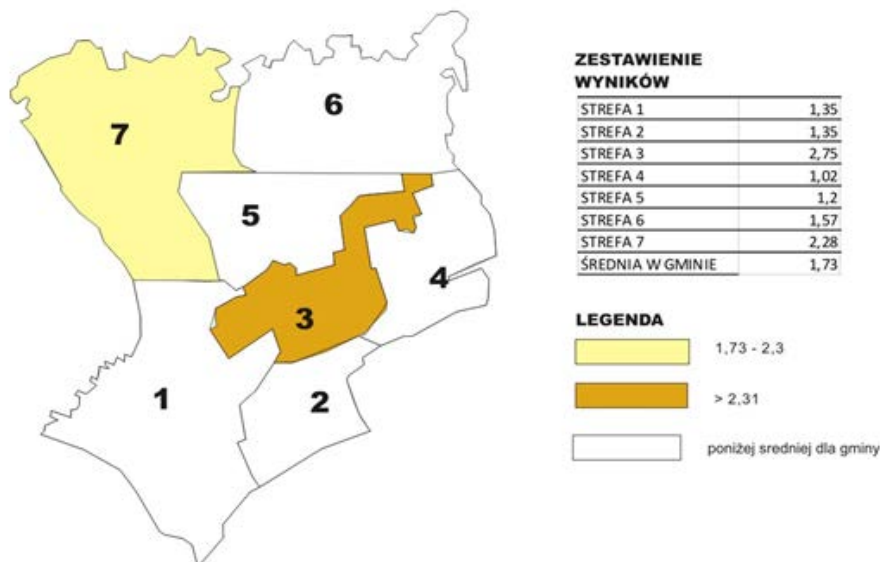 7
6
5
4
3
1
2
ZESTAWIENIE
WYNIKÓW
STREFA 1 1,35
STREFA 2 1,35
STREFA 3 2,75
STREFA 4 1,02
STREFA 5 1,2
STREFA 6 1,57
STREFA 7 2,28
ŚREDNIA W GMINIE 1,73
LEGENDA
1,73 - 2,3
> 2,31
poniżej sredniej dla gminy